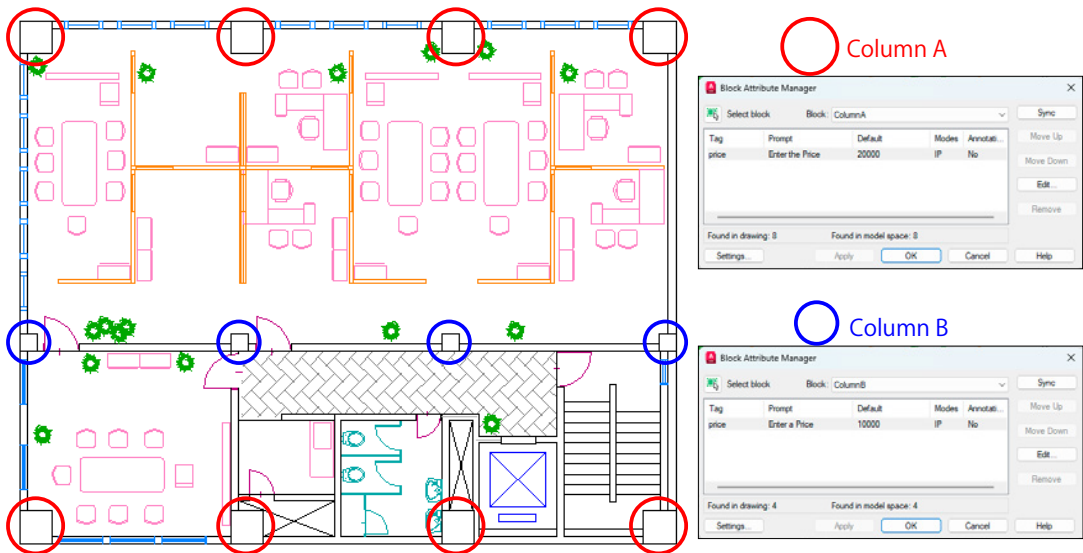 Column A
Block Attribute Manager
Select block Block: ColumnA Sync
Tag Prompt Default Modes Annotati...
price Enter the Price 20000 IP No
Move Up
Move Down
Edit...
Remove
Found in drawing: 8 Found in model space: 8
Settings... Apply OK Cancel Help
Column B
Block Attribute Manager
Select block Block: ColumnB Sync
Tag Prompt Default Modes Annotati...
price Enter a Price 10000 IP No
Move Up
Move Down
Edit...
Remove
Found in drawing: 4 Found in model space: 4
Settings... Apply OK Cancel Help